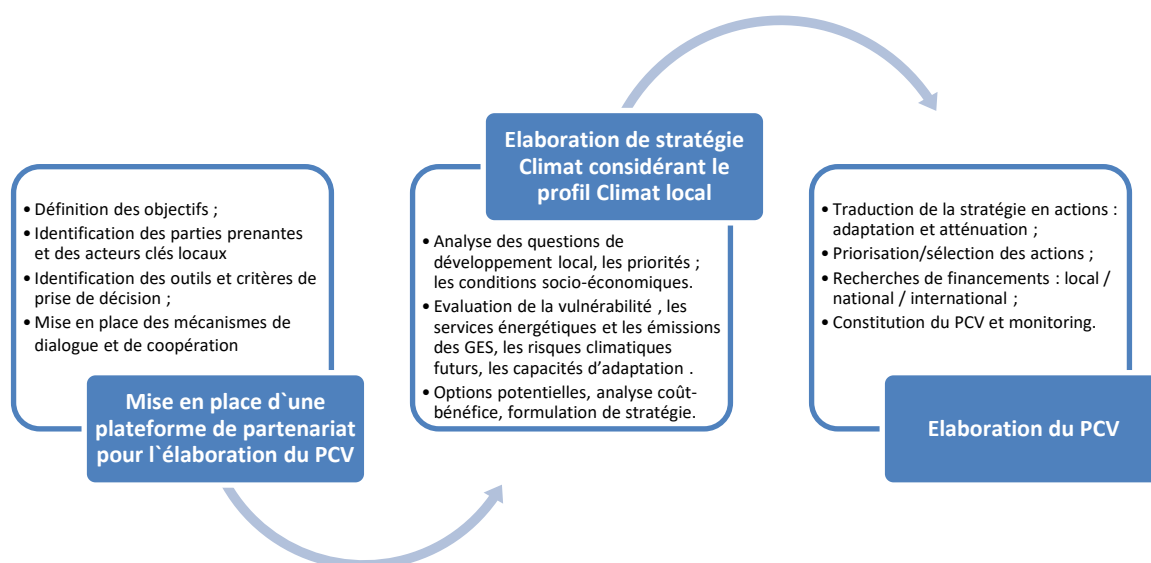 • Définition des objectifs ;
• Identification des parties prenantes
et des acteurs clés locaux
• Identification des outils et critères de
prise de décision ;
• Mise en place des mécanismes de
dialogue et de coopération
Mise en place d`une
plateforme de partenariat
pour l`élaboration du PCV
Elaboration de stratégie
Climat considérant le
profil Climat local
• Analyse des questions de
développement local, les priorités ;
les conditions socio-économiques.
• Evaluation de la vulnérabilité , les
services énergétiques et les émissions
des GES, les risques climatiques
futurs, les capacités d’adaptation .
• Options potentielles, analyse coût-
bénéfice, formulation de stratégie.
• Traduction de la stratégie en actions :
adaptation et atténuation ;
• Priorisation/sélection des actions ;
• Recherches de financements : local /
national / international ;
• Constitution du PCV et monitoring.
Elaboration du PCV